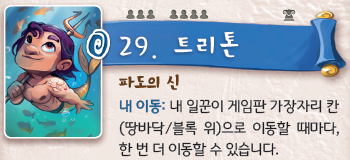 29. 트리톤
파도의 신
내 이동: 내 일꾼이 게임판 가장자리 칸
(땅바닥/블록 위)으로 이동할 때마다,
한 번 더 이동할 수 있습니다.